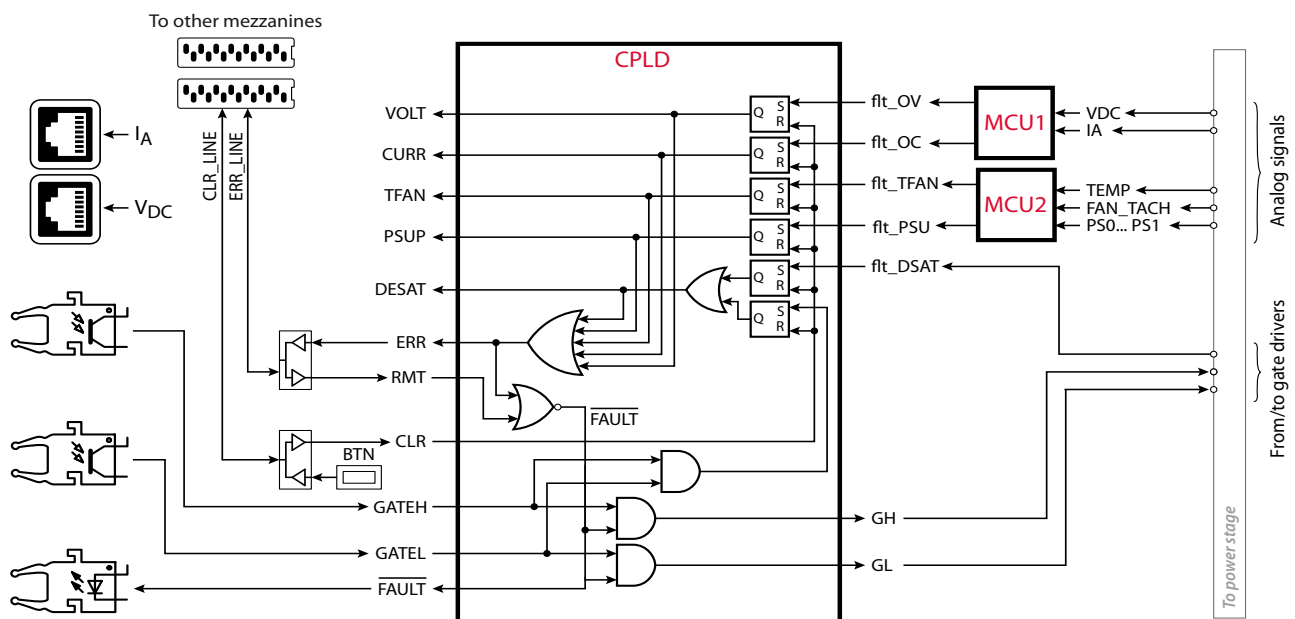 To other mezzanines
CPLD
I_A
V_DC
CLR_LINE
ERR_LINE
VOLT
CURR
TFAN
PSUP
DESAT
ERR
RMT
CLR
BTN
GATEH
GATEL
F̅A̅U̅L̅T̅
Q S R
Q S R
Q S R
Q S R
Q S R
Q S R
F̅A̅U̅L̅T̅
flt_OV
flt_OC
flt_TFAN
flt_PSU
flt_DSAT
MCU1
VDC
IA
MCU2
TEMP
FAN_TACH
PS0... PS1
GH
GL
Analog signals
From/to gate drivers
To power stage